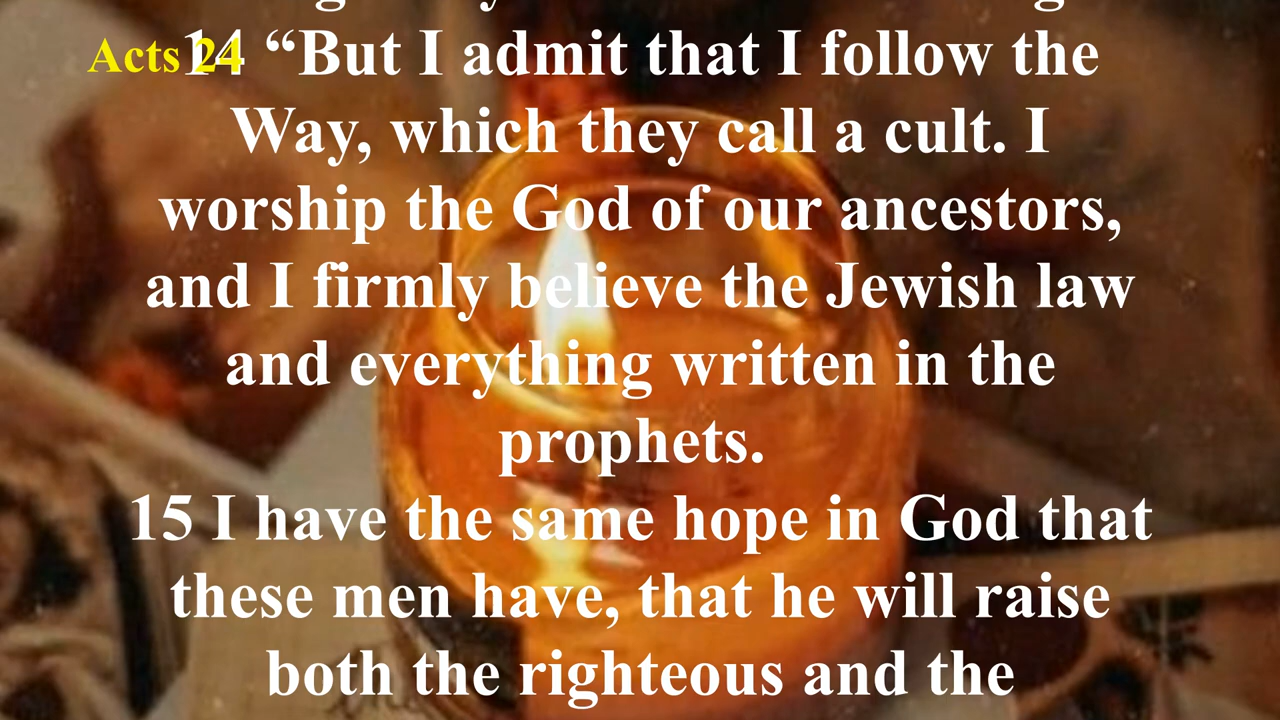 Acts 24
14 “But I admit that I follow the
Way, which they call a cult. I
worship the God of our ancestors,
and I firmly believe the Jewish law
and everything written in the
prophets.
15 I have the same hope in God that
these men have, that he will raise
both the righteous and the